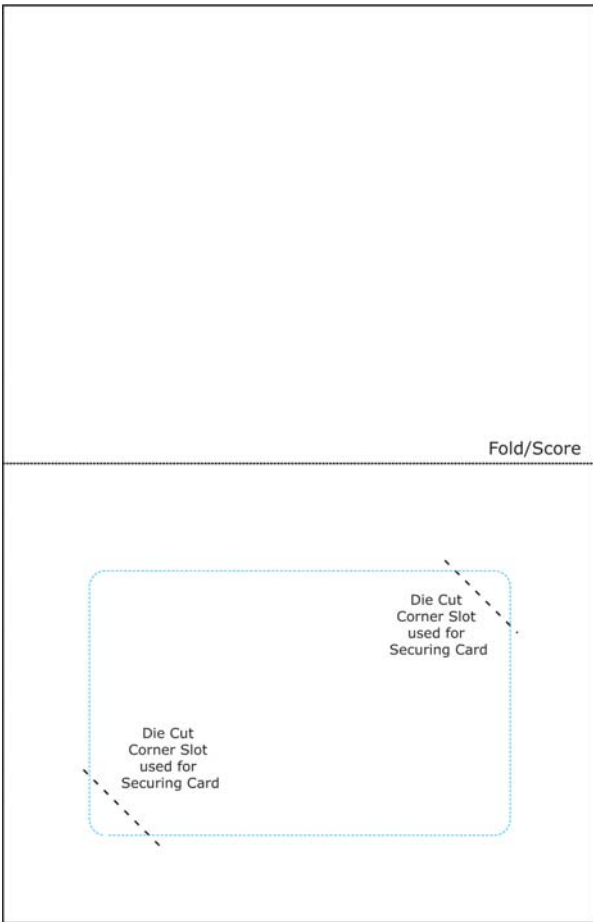 Fold/Score
Die Cut
Corner Slot
used for
Securing Card
Die Cut
Corner Slot
used for
Securing Card